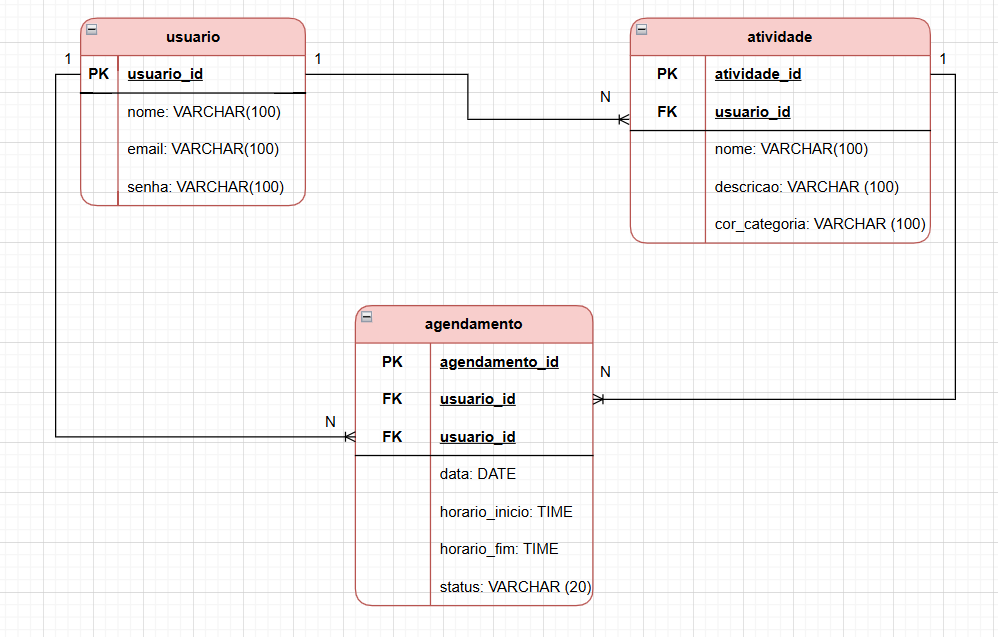 usuario
1
1
PK usuario_id
nome: VARCHAR(100)
email: VARCHAR(100)
senha: VARCHAR(100)
atividade
1
PK atividade_id
N
FK usuario_id
nome: VARCHAR(100)
descricao: VARCHAR (100)
cor_categoria: VARCHAR (100)
agendamento
PK agendamento_id
N
FK usuario_id
N
FK usuario_id
data: DATE
horario_inicio: TIME
horario_fim: TIME
status: VARCHAR (20)